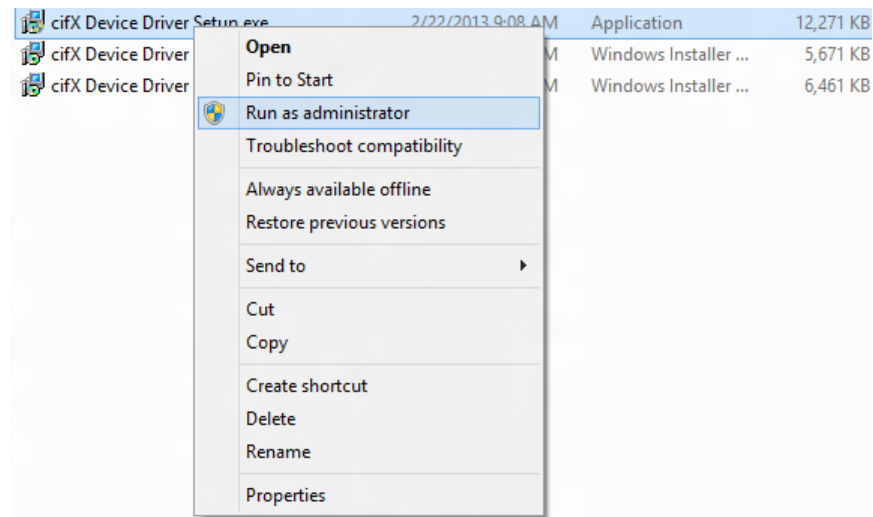 cifX Device Driver Setup.exe 2/22/2013 9:08 AM Application 12,271 KB
cifX Device Driver M Windows Installer ... 5,671 KB
cifX Device Driver M Windows Installer ... 6,461 KB
Open
Pin to Start
Run as administrator
Troubleshoot compatibility
Always available offline
Restore previous versions
Send to
Cut
Copy
Create shortcut
Delete
Rename
Properties